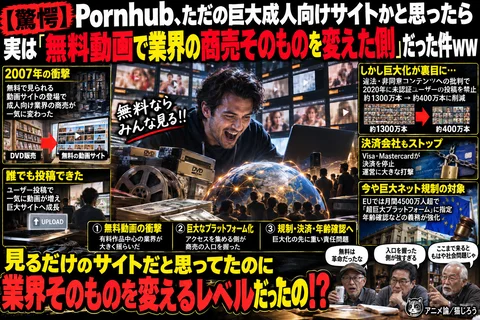 【驚愕】Pornhub、ただの巨大成人向けサイトかと思ったら
実は「無料動画で業界の商売そのものを変えた側」だった件ww
2007年の衝撃
無料で見られる
動画サイトの登場で
成人向け業界の商売が
一気に変わった
DVD販売
無料の動画サイト
誰でも投稿できた
ユーザー投稿で
一気に動画が増え
巨大サイトへ成長
UPLOAD
無料なら
みんな見る!!
しかし巨大化が裏目に…
違法・非同意コンテンツへの批判で
2020年に未認証ユーザーの投稿を禁止
約1300万本 → 約400万本に削減
約1300万本
約400万本
決済会社もストップ
Visa・Mastercardが
決済を停止
運営に大きな打撃
今や巨大ネット規制の対象
EUでは月間4500万人超で
「超巨大プラットフォーム」に指定
年齢確認などの義務が強化
① 無料動画の衝撃
有料作品中心の業界が
大きく揺らいだ
② 巨大なプラットフォーム化
アクセスを集める側が
商売の入口を握った
③ 規制・決済・年齢確認へ
巨大化の先に重い責任問題
見るだけのサイトだと思ってたのに
業界そのものを変えるレベルだったの!?
無料は
革命だったな
入口を握った
側が強すぎる
ここまで来ると
もはや社会問題じゃ
アニメ論/猫じろう